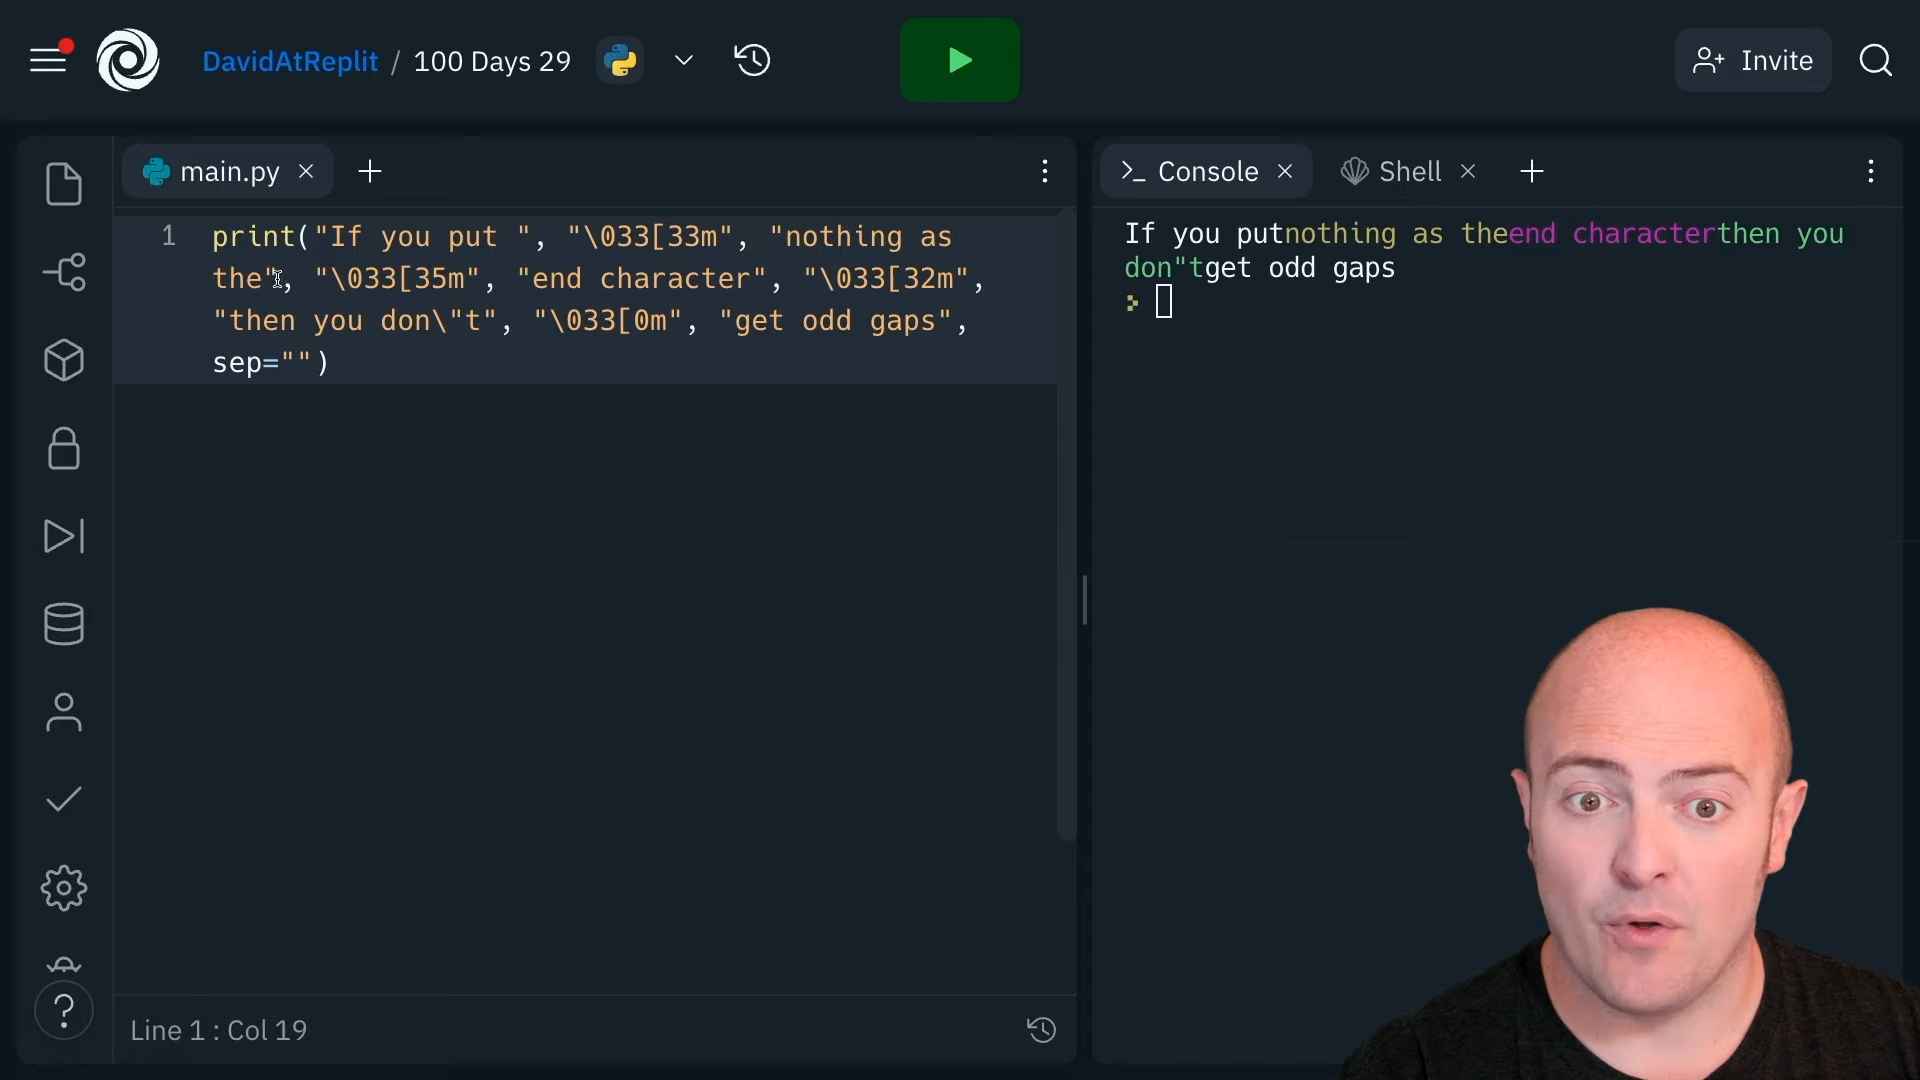 DavidAtReplit / 100 Days 29
Invite
main.py
Console
Shell
1
print("If you put ", "\033[33m", "nothing as
the", "\033[35m", "end character", "\033[32m",
"then you don\"t", "\033[0m", "get odd gaps",
sep="")
If you putnothing as theend characterthen you
don"tget odd gaps
?
Line 1 : Col 19